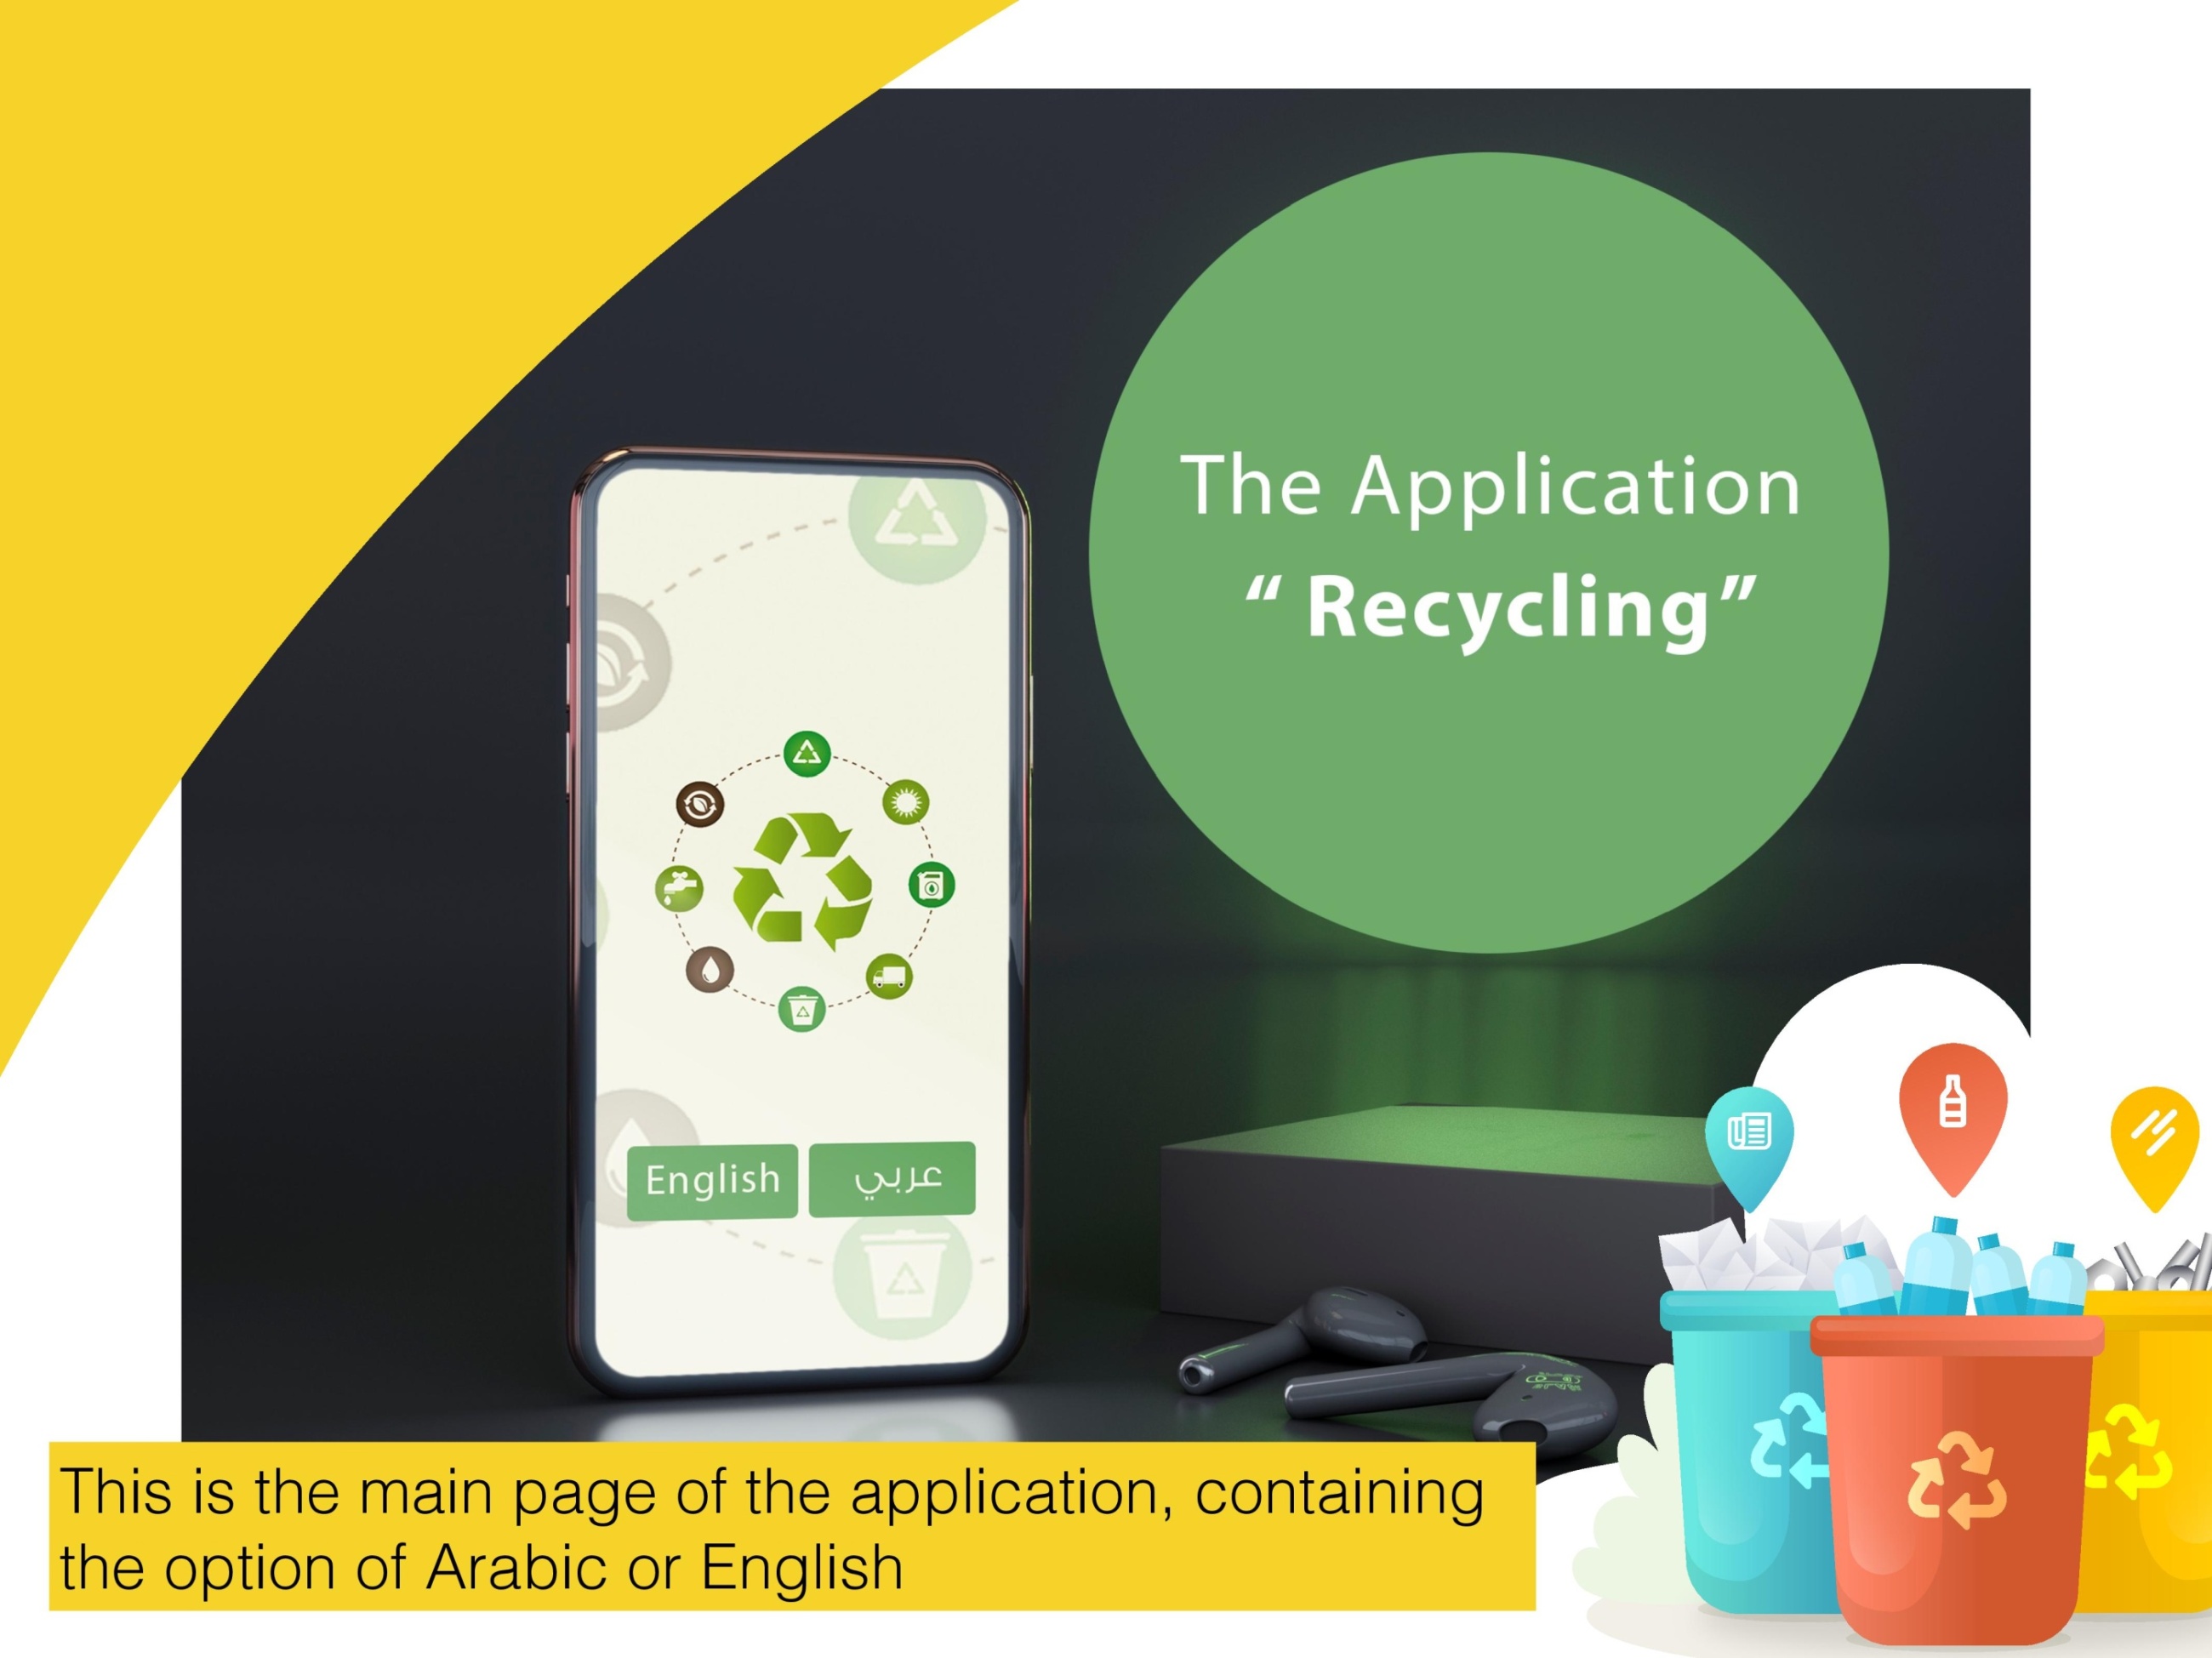 The Application
“ Recycling”
English
عربي
This is the main page of the application, containing
the option of Arabic or English